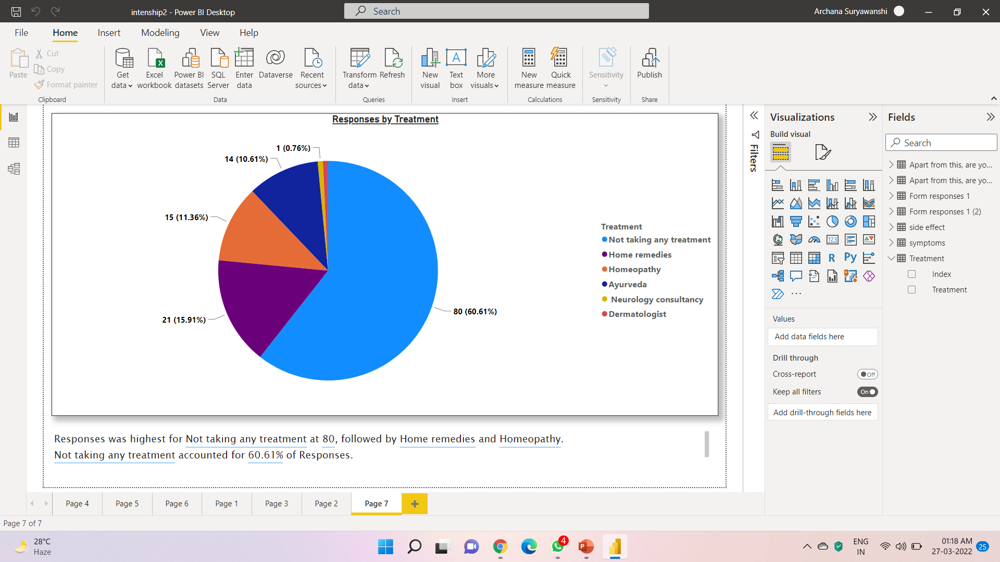 intenship2 - Power BI Desktop
Search
Archana Suryawanshi
File Home Insert Modeling View Help
Paste
Cut
Copy
Format painter
Clipboard
Get data
Excel workbook
Power BI datasets
SQL Server
Enter data
Dataverse
Recent sources
Data
Transform data
Refresh
Queries
New visual
Text box
More visuals
Insert
New measure
Quick measure
Calculations
Sensitivity
Sensitivity
Publish
Share
Responses by Treatment
1 (0.76%)
14 (10.61%)
15 (11.36%)
21 (15.91%)
80 (60.61%)
Treatment
Not taking any treatment
Home remedies
Homeopathy
Ayurveda
Neurology consultancy
Dermatologist
Responses was highest for Not taking any treatment at 80, followed by Home remedies and Homeopathy.
Not taking any treatment accounted for 60.61% of Responses.
Filters
Visualizations
Build visual
123
R
Py
...
Values
Add data fields here
Drill through
Cross-report
Off
Keep all filters
On
Add drill-through fields here
Fields
Search
Apart from this, are yo...
Apart from this, are yo...
Form responses 1
Form responses 1 (2)
side effect
symptoms
Treatment
Index
Treatment
Page 4 Page 5 Page 6 Page 1 Page 3 Page 2 Page 7
Page 7 of 7
28°C
Haze
4
ENG
IN
01:18 AM
27-03-2022
25